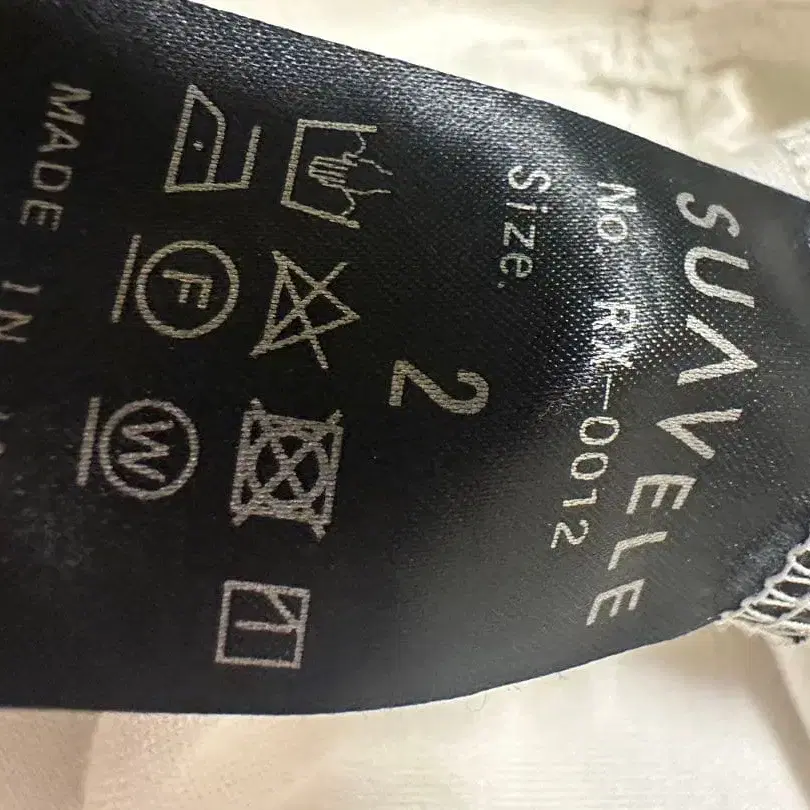 SUAVELE
No. RX-0012
Size.
2
F
W
MADE IN